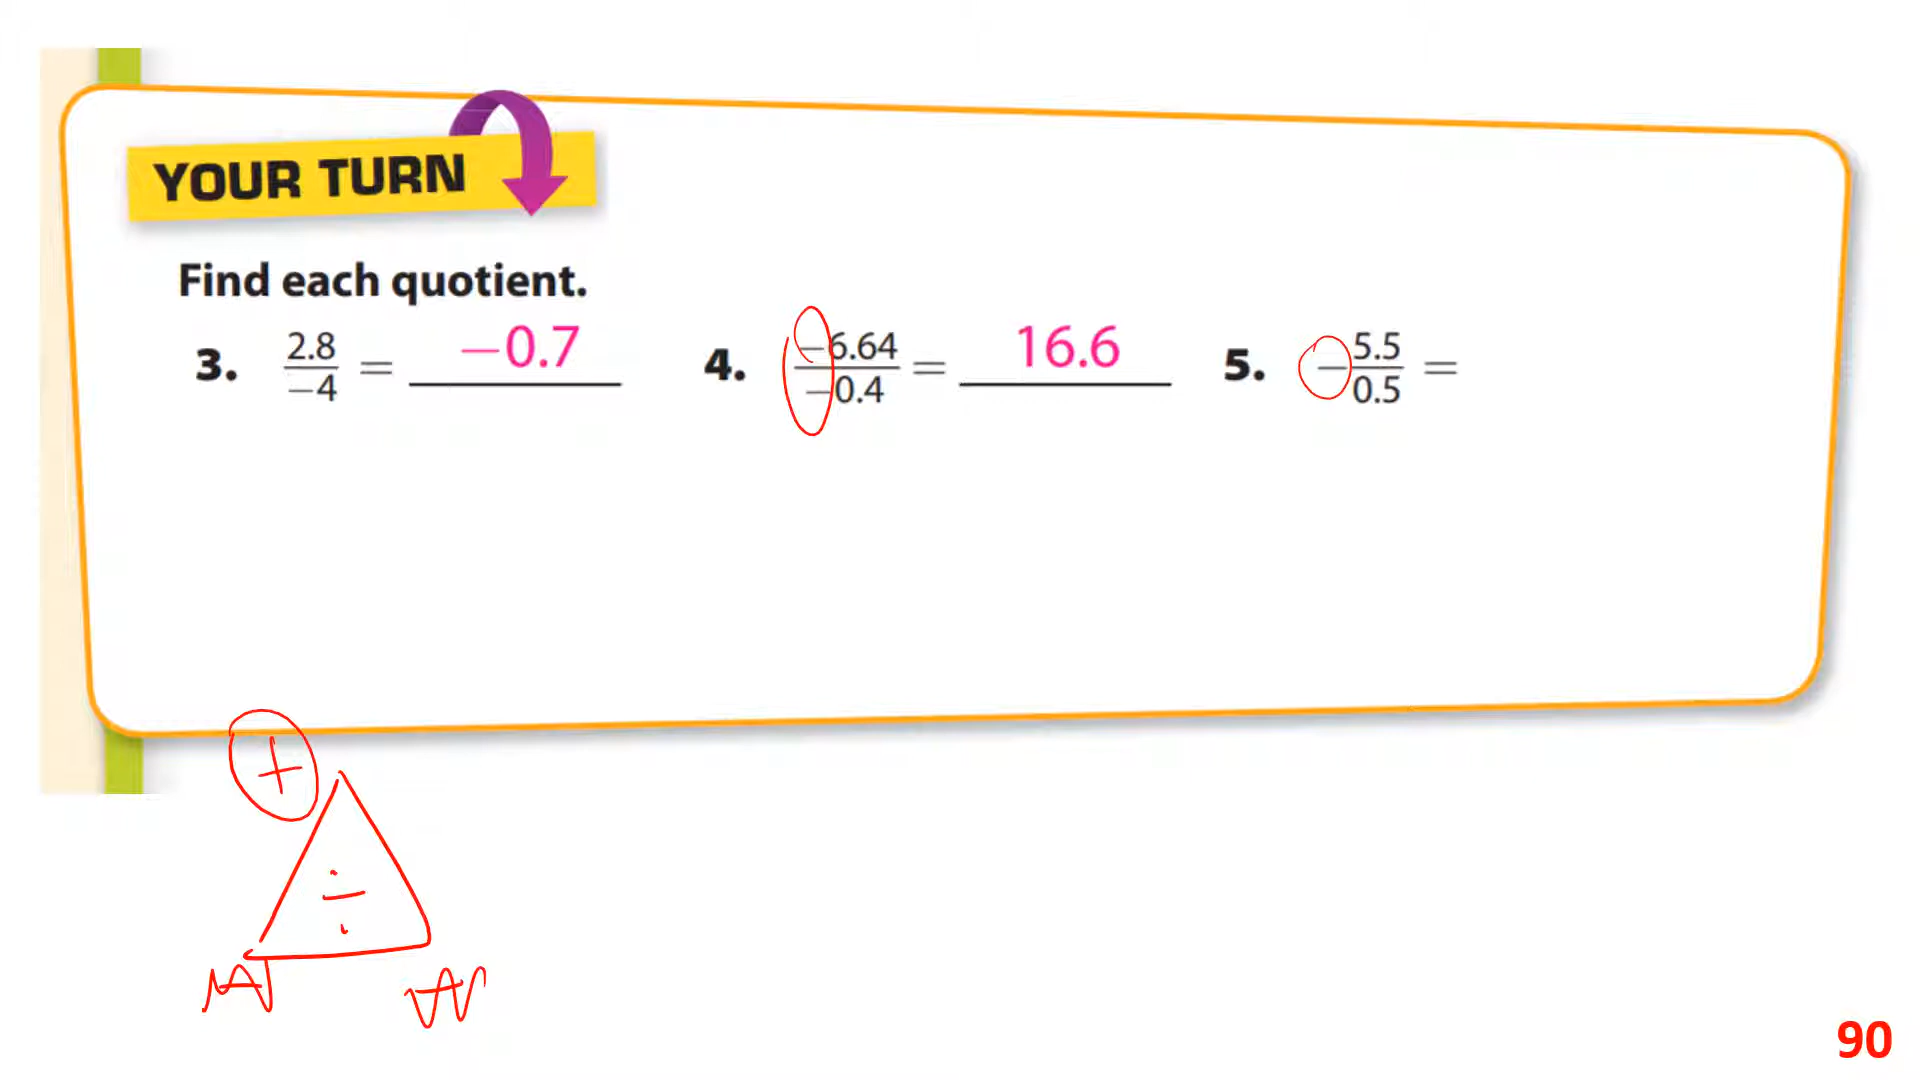 YOUR TURN
Find each quotient.
3. 2.8/−4 = −0.7 4. −6.64/−0.4 = 16.6 5. −5.5/0.5 =
+
÷
90